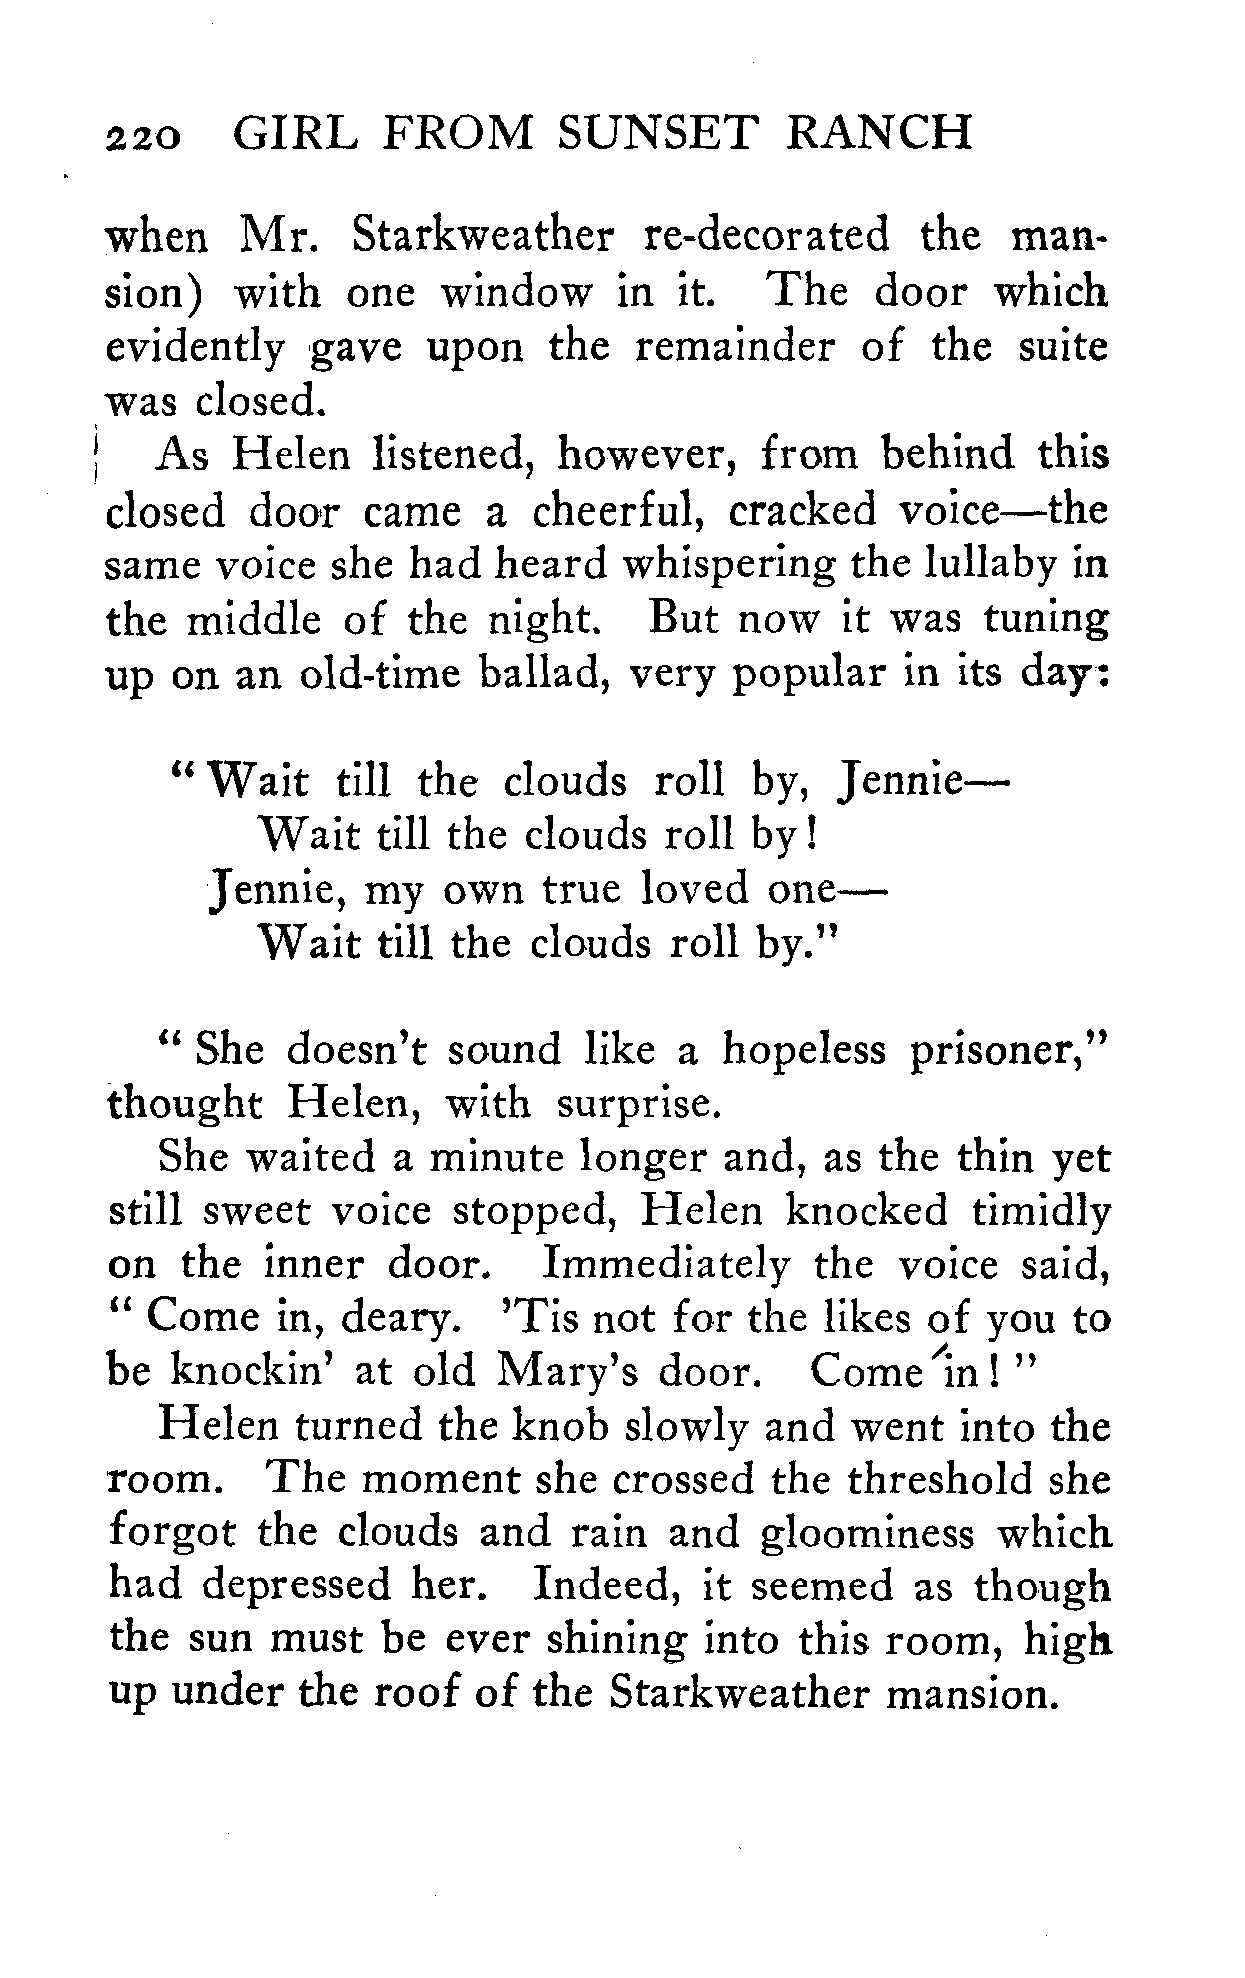 220 GIRL FROM SUNSET RANCH
when Mr. Starkweather re-decorated the man-
sion) with one window in it. The door which
evidently gave upon the remainder of the suite
was closed.
As Helen listened, however, from behind this
closed door came a cheerful, cracked voice—the
same voice she had heard whispering the lullaby in
the middle of the night. But now it was tuning
up on an old-time ballad, very popular in its day:
“ Wait till the clouds roll by, Jennie—
Wait till the clouds roll by!
Jennie, my own true loved one—
Wait till the clouds roll by.”
“ She doesn’t sound like a hopeless prisoner,”
thought Helen, with surprise.
She waited a minute longer and, as the thin yet
still sweet voice stopped, Helen knocked timidly
on the inner door. Immediately the voice said,
“ Come in, deary. ’Tis not for the likes of you to
be knockin’ at old Mary’s door. Come in! ”
Helen turned the knob slowly and went into the
room. The moment she crossed the threshold she
forgot the clouds and rain and gloominess which
had depressed her. Indeed, it seemed as though
the sun must be ever shining into this room, high
up under the roof of the Starkweather mansion.